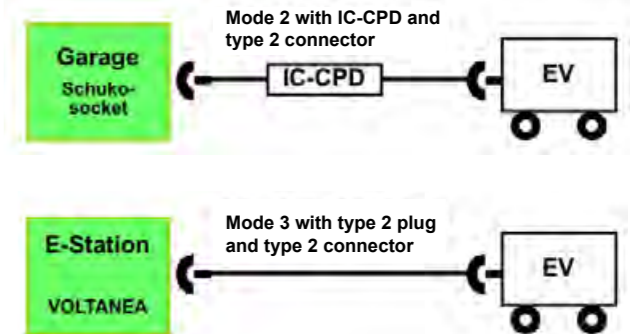 Mode 2 with IC-CPD and
type 2 connector
Garage
Schuko-
socket
IC-CPD
EV
Mode 3 with type 2 plug
and type 2 connector
E-Station
VOLTANEA
EV